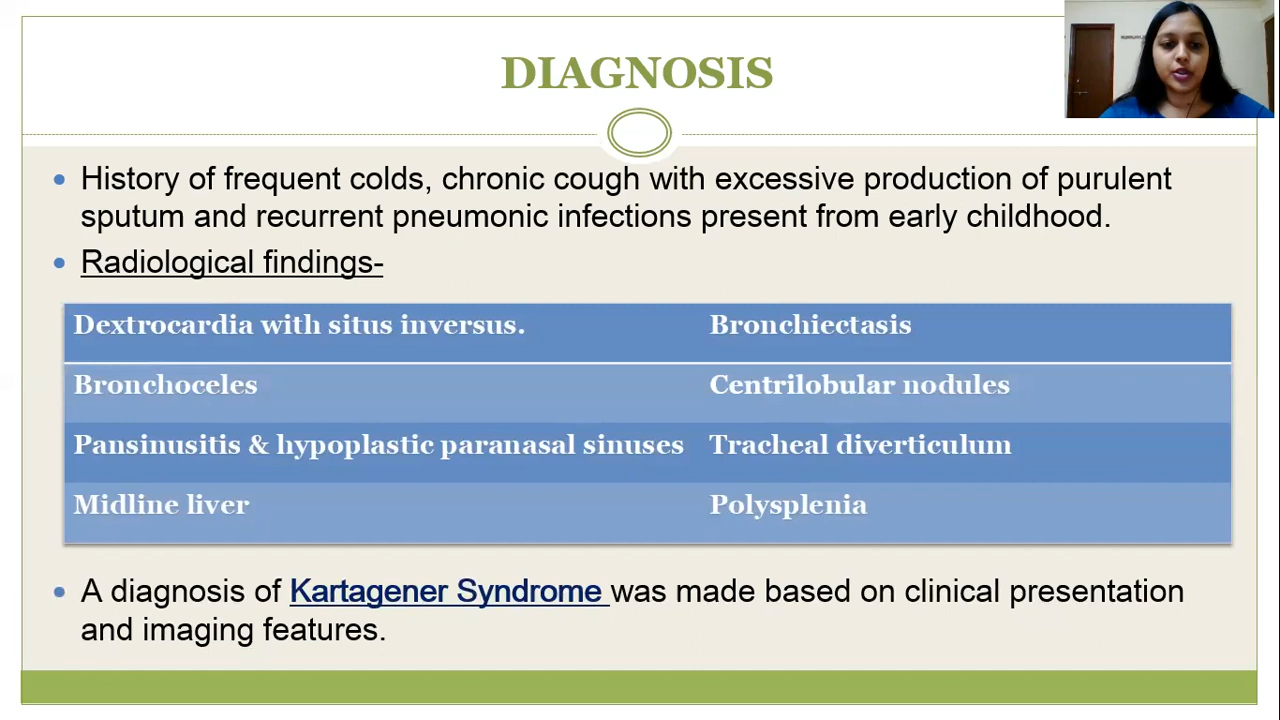 DIAGNOSIS
History of frequent colds, chronic cough with excessive production of purulent
sputum and recurrent pneumonic infections present from early childhood.
Radiological findings-
Dextrocardia with situs inversus. Bronchiectasis
Bronchoceles Centrilobular nodules
Pansinusitis & hypoplastic paranasal sinuses Tracheal diverticulum
Midline liver Polysplenia
A diagnosis of Kartagener Syndrome was made based on clinical presentation
and imaging features.